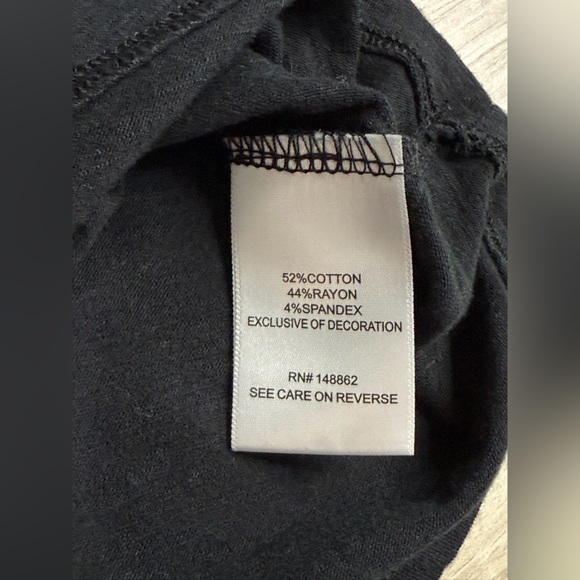 52%COTTON
44%RAYON
4%SPANDEX
EXCLUSIVE OF DECORATION
RN# 148862
SEE CARE ON REVERSE